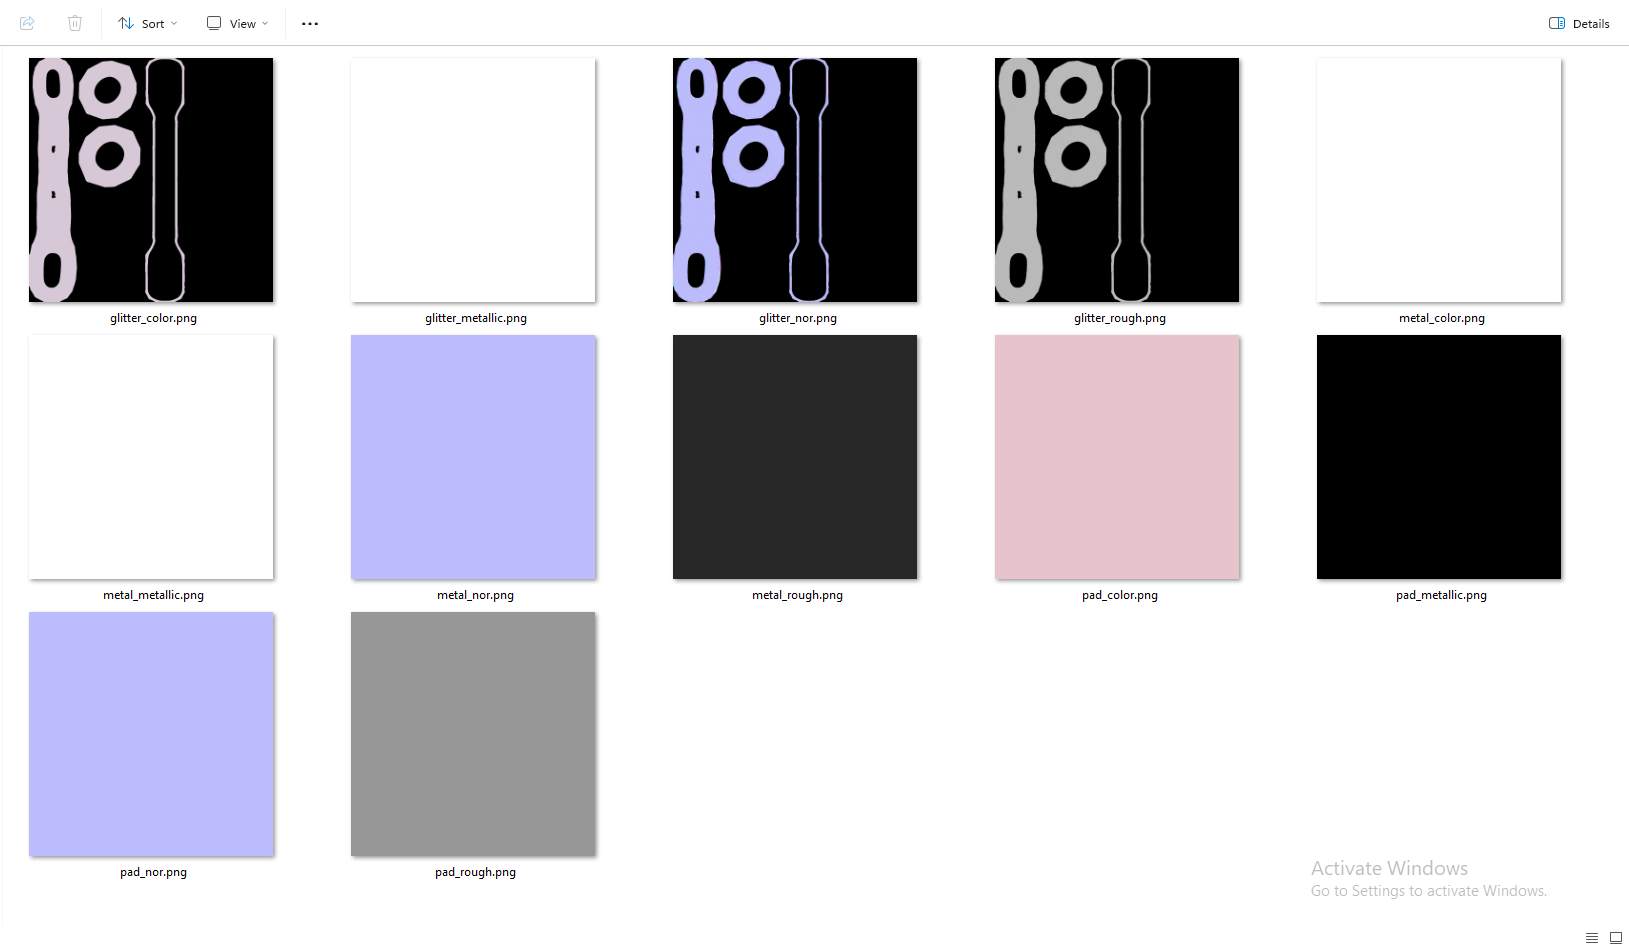 Sort
View
Details
glitter_color.png
glitter_metallic.png
glitter_nor.png
glitter_rough.png
metal_color.png
metal_metallic.png
metal_nor.png
metal_rough.png
pad_color.png
pad_metallic.png
pad_nor.png
pad_rough.png
Activate Windows
Go to Settings to activate Windows.